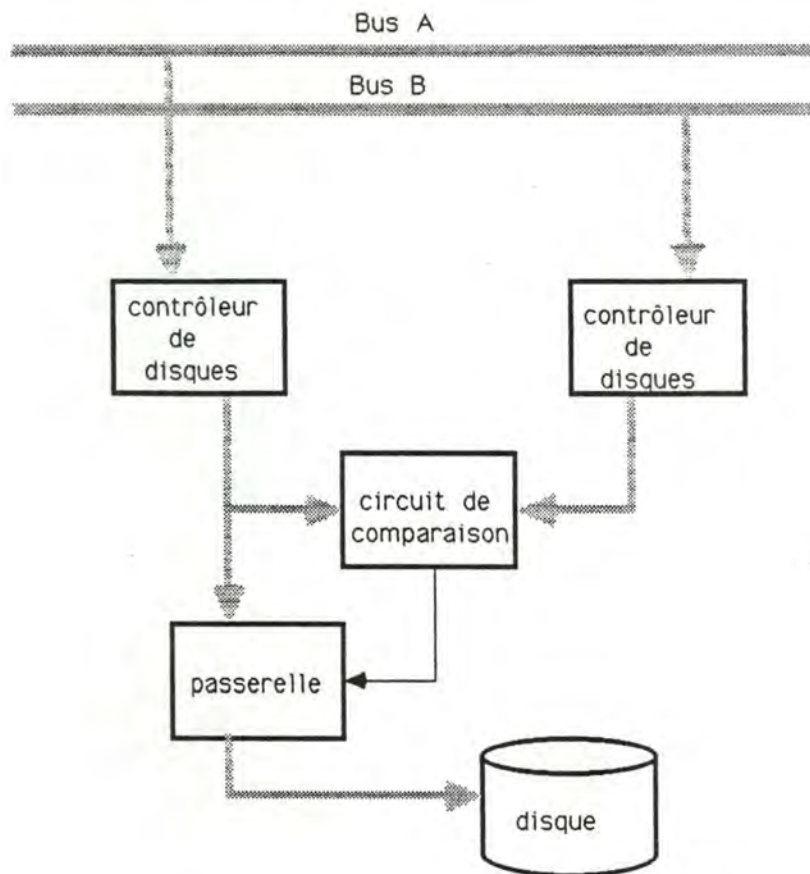 Bus A
Bus B
contrôleur
de
disques
contrôleur
de
disques
circuit de
comparaison
passerelle
disque